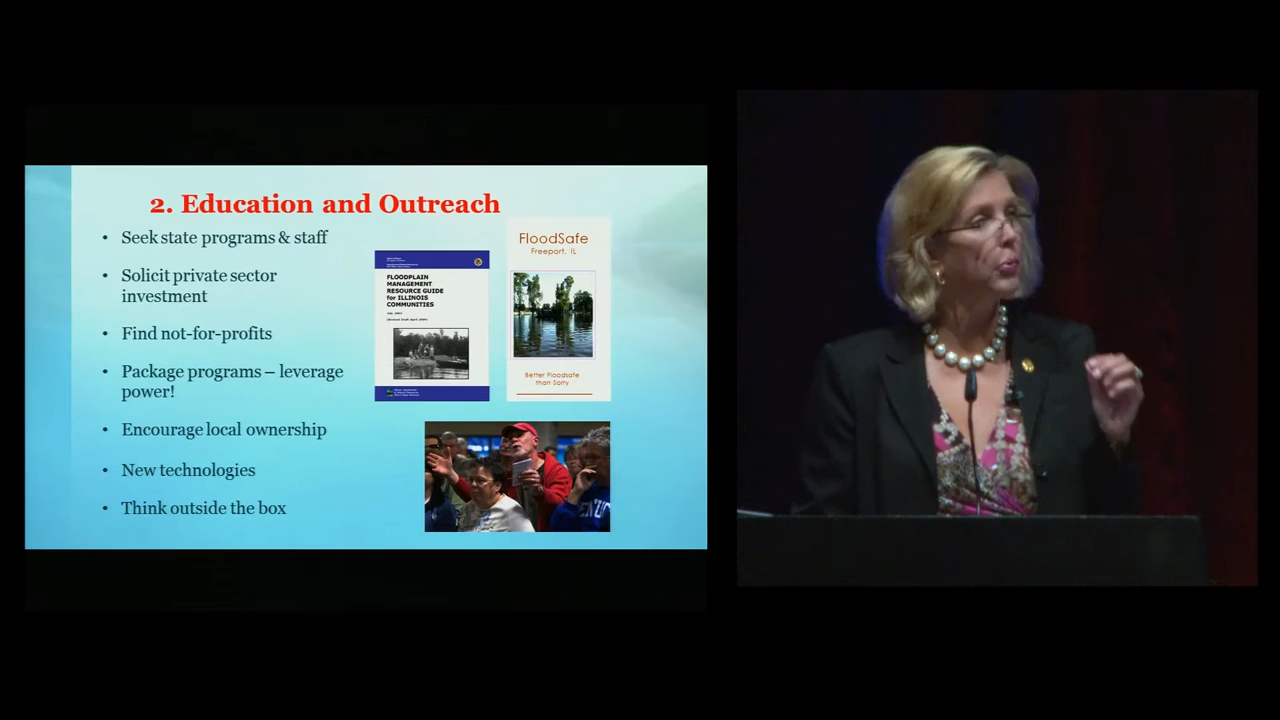 2. Education and Outreach
• Seek state programs & staff
• Solicit private sector
investment
• Find not-for-profits
• Package programs – leverage
power!
• Encourage local ownership
• New technologies
• Think outside the box
FLOODPLAIN
MANAGEMENT
RESOURCE GUIDE
for ILLINOIS
COMMUNITIES
FloodSafe
Freeport, IL
Better Floodsafe
than Sorry